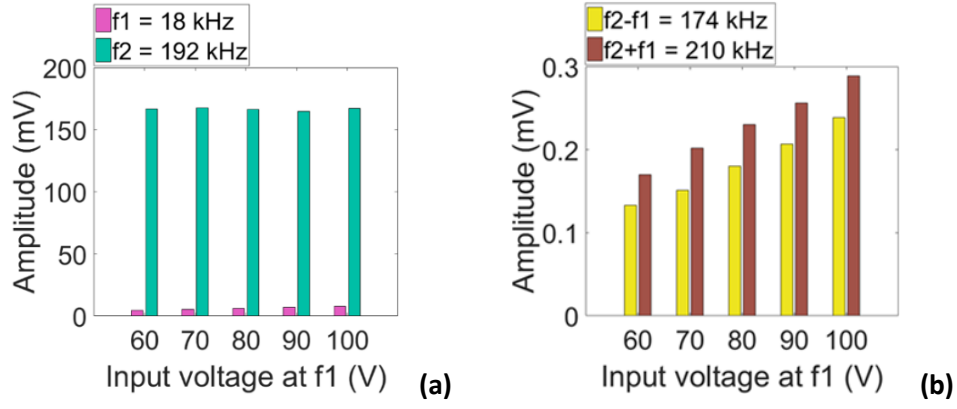 f1 = 18 kHz
f2 = 192 kHz
200
150
100
50
0
Amplitude (mV)
60 70 80 90 100
Input voltage at f1 (V)
(a)
f2-f1 = 174 kHz
f2+f1 = 210 kHz
0.3
0.2
0.1
0
Amplitude (mV)
60 70 80 90 100
Input voltage at f1 (V)
(b)